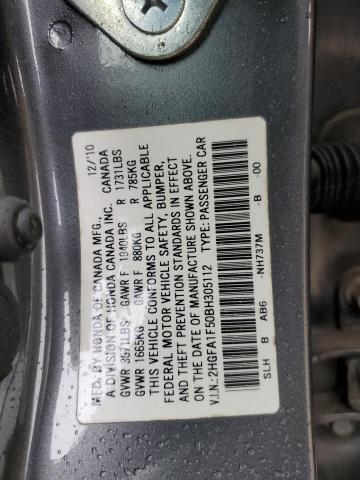 MFD. BY HONDA OF CANADA MFG., 12/'10
A DIVISION OF HONDA CANADA INC. CANADA
GVWR 3671LBS GAWR F 1940LBS R 1731LBS
GVWR 1665KG GAWR F 880KG R 785KG
THIS VEHICLE CONFORMS TO ALL APPLICABLE
FEDERAL MOTOR VEHICLE SAFETY, BUMPER,
AND THEFT PREVENTION STANDARDS IN EFFECT
ON THE DATE OF MANUFACTURE SHOWN ABOVE.
V.I.N.: 2HGFA1F50BH305112 TYPE: PASSENGER CAR
SLH B AB6 -NH737M -B -00